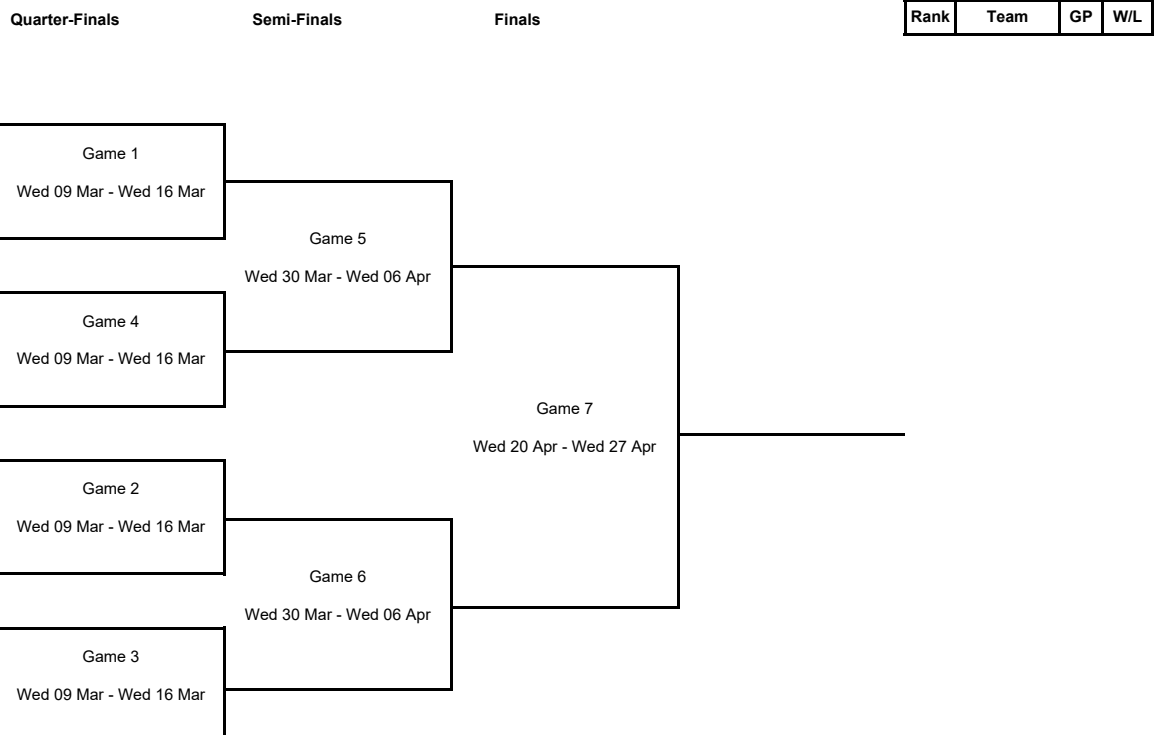 Quarter-Finals Semi-Finals Finals
Rank Team GP W/L
Game 1
Wed 09 Mar - Wed 16 Mar
Game 5
Wed 30 Mar - Wed 06 Apr
Game 4
Wed 09 Mar - Wed 16 Mar
Game 7
Wed 20 Apr - Wed 27 Apr
Game 2
Wed 09 Mar - Wed 16 Mar
Game 6
Wed 30 Mar - Wed 06 Apr
Game 3
Wed 09 Mar - Wed 16 Mar